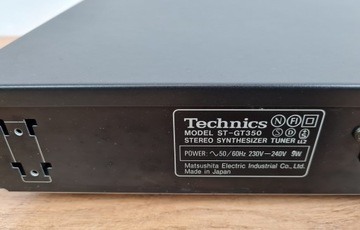 Technics
MODEL ST-GT350
STEREO SYNTHESIZER TUNER
POWER: ∿50/60Hz 230V—240V 9W
Matsushita Electric Industrial Co., Ltd.
Made in Japan